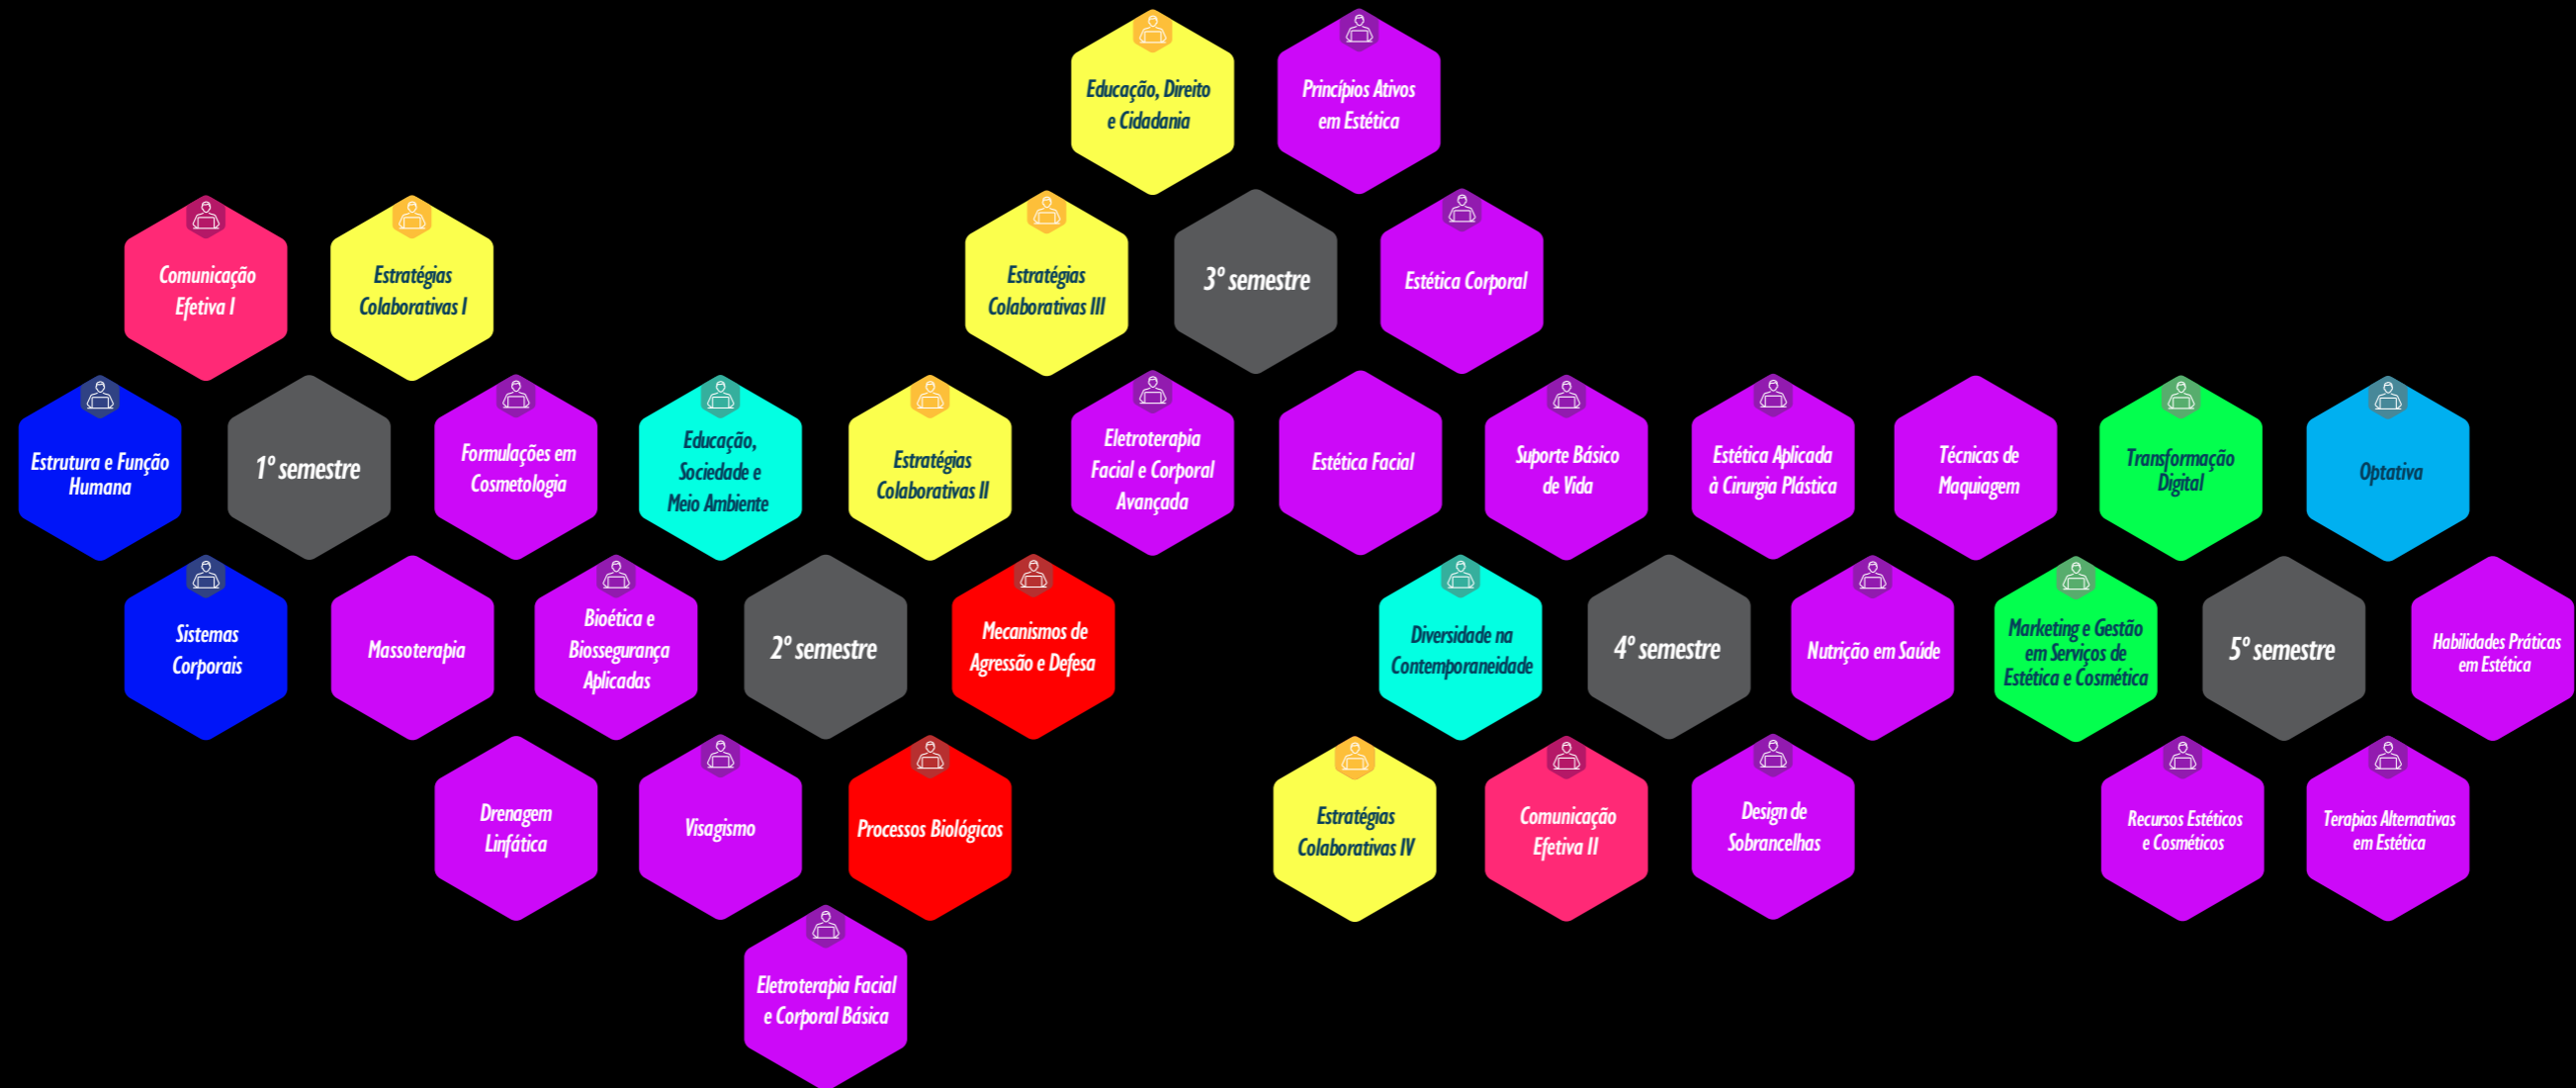 Educação, Direito
e Cidadania
Princípios Ativos
em Estética
Comunicação
Efetiva I
Estratégias
Colaborativas I
Estratégias
Colaborativas III
3º semestre
Estética Corporal
Estrutura e Função
Humana
1º semestre
Formulações em
Cosmetologia
Educação,
Sociedade e
Meio Ambiente
Estratégias
Colaborativas II
Eletroterapia
Facial e Corporal
Avançada
Estética Facial
Suporte Básico
de Vida
Estética Aplicada
à Cirurgia Plástica
Técnicas de
Maquiagem
Transformação
Digital
Optativa
Sistemas
Corporais
Massoterapia
Bioética e
Biossegurança
Aplicadas
2º semestre
Mecanismos de
Agressão e Defesa
Diversidade na
Contemporaneidade
4º semestre
Nutrição em Saúde
Marketing e Gestão
em Serviços de
Estética e Cosmética
5º semestre
Habilidades Práticas
em Estética
Drenagem
Linfática
Visagismo
Processos Biológicos
Estratégias
Colaborativas IV
Comunicação
Efetiva II
Design de
Sobrancelhas
Recursos Estéticos
e Cosméticos
Terapias Alternativas
em Estética
Eletroterapia Facial
e Corporal Básica